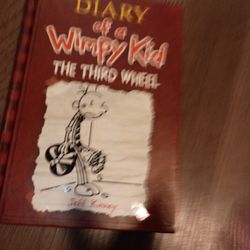 DIARY
of a
Wimpy Kid
THE THIRD WHEEL
Jeff Kinney